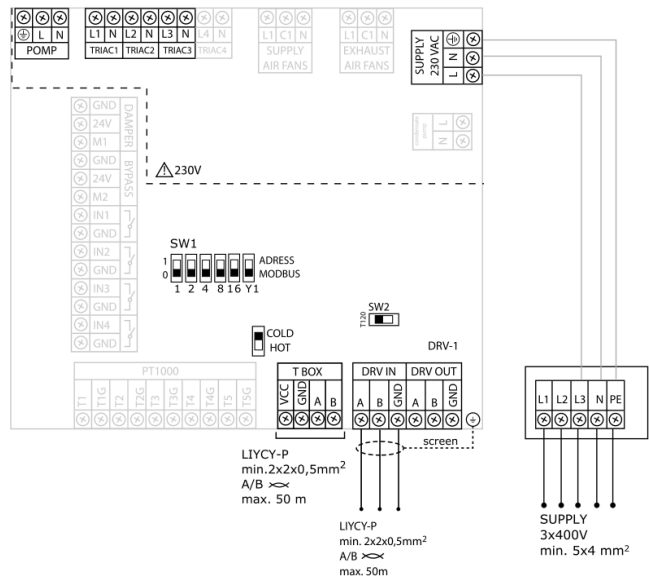 L N
POMP
L1 N L2 N L3 N L4 N
TRIAC1 TRIAC2 TRIAC3 TRIAC4
L1 C1 N
SUPPLY
AIR FANS
L1 C1 N
EXHAUST
AIR FANS
SUPPLY
230 VAC
N
L
condensation
pump
L
N
230V
GND
24V
M1
DAMPER
GND
24V
M2
BYPASS
IN1
GND
IN2
GND
IN3
GND
IN4
GND
SW1
1
0
ADRESS
MODBUS
1 2 4 8 16 Y1
SW2
T120
COLD
HOT
DRV-1
PT1000
T1 T1G T2 T2G T3 T3G T4 T4G T5 T5G
T BOX
VCC GND A B
DRV IN
A B GND
DRV OUT
A B GND
screen
L1 L2 L3 N PE
LIYCY-P
min.2x2x0,5mm²
A/B
max. 50 m
LIYCY-P
min. 2x2x0,5mm²
A/B
max. 50m
SUPPLY
3x400V
min. 5x4 mm²